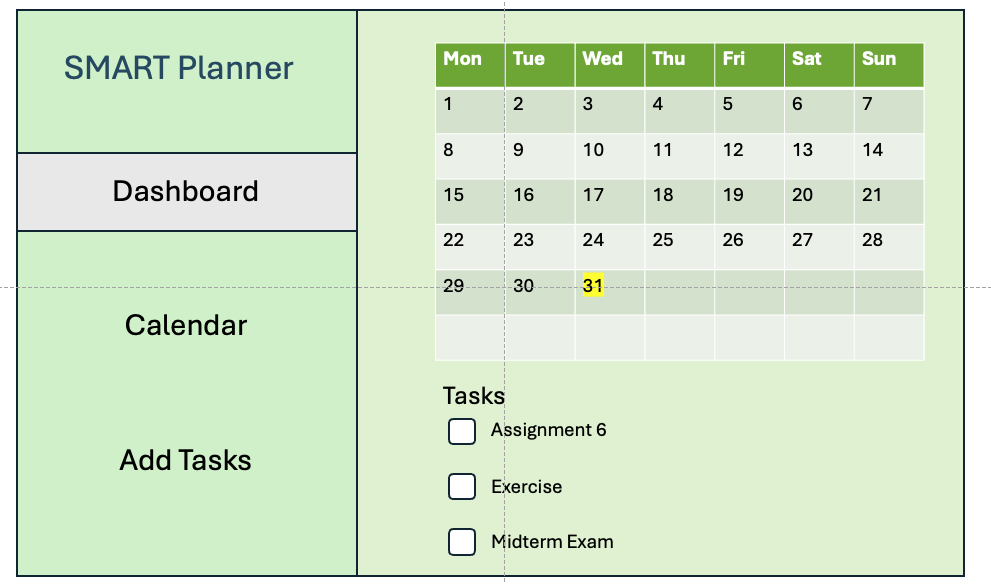 SMART Planner
Dashboard
Calendar
Add Tasks
Mon Tue Wed Thu Fri Sat Sun
1 2 3 4 5 6 7
8 9 10 11 12 13 14
15 16 17 18 19 20 21
22 23 24 25 26 27 28
29 30 31
Tasks
Assignment 6
Exercise
Midterm Exam